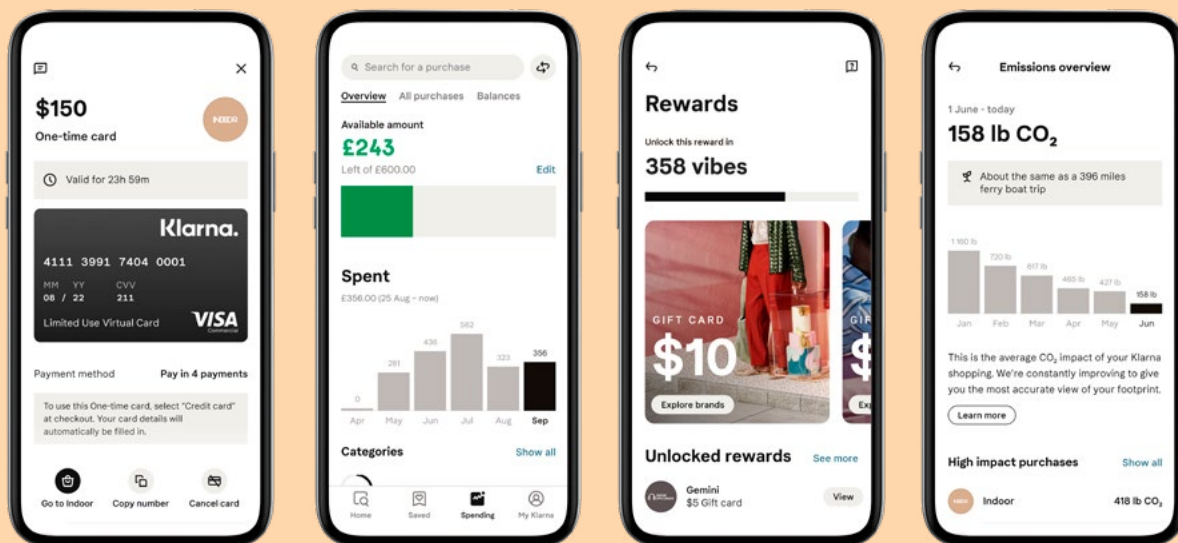 $150
INDOOR
One-time card
Valid for 23h 59m
Klarna.
4111 3991 7404 0001
MM YY CVV
08 / 22 211
Limited Use Virtual Card
VISA
Commercial
Payment method Pay in 4 payments
To use this One-time card, select "Credit card"
at checkout. Your card details will
automatically be filled in.
Go to Indoor Copy number Cancel card
Search for a purchase
Overview All purchases Balances
Available amount
£243
Left of £600.00 Edit
Spent
£356.00 (25 Aug – now)
0 281 436 562 323 356
Apr May Jun Jul Aug Sep
Categories Show all
Home Saved Spending My Klarna
Rewards
Unlock this reward in
358 vibes
GIFT CARD
$10
Explore brands
GIF
$
Ex
Unlocked rewards See more
Gemini
$5 Gift card
View
Emissions overview
1 June - today
158 lb CO₂
About the same as a 396 miles
ferry boat trip
1 160 lb 720 lb 617 lb 465 lb 427 lb 158 lb
Jan Feb Mar Apr May Jun
This is the average CO₂ impact of your Klarna
shopping. We're constantly improving to give
you the most accurate view of your footprint.
Learn more
High impact purchases Show all
Indoor 418 lb CO₂